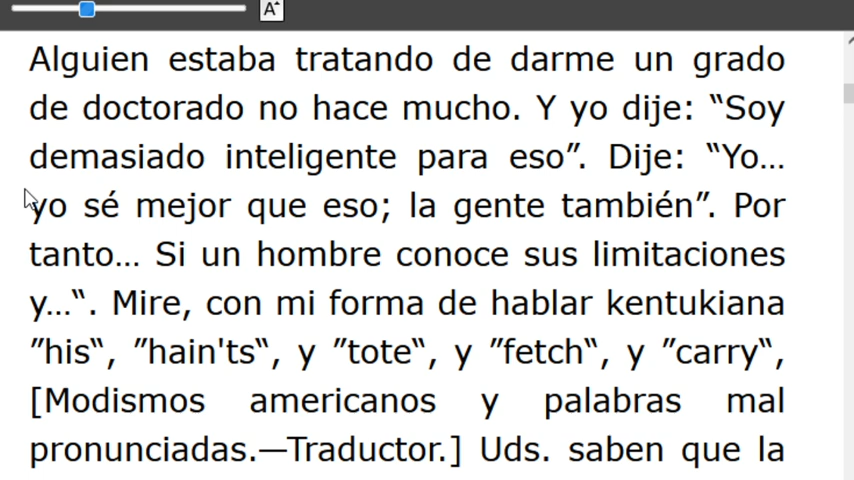 A
Alguien estaba tratando de darme un grado
de doctorado no hace mucho. Y yo dije: “Soy
demasiado inteligente para eso”. Dije: “Yo…
yo sé mejor que eso; la gente también”. Por
tanto… Si un hombre conoce sus limitaciones
y…“. Mire, con mi forma de hablar kentukiana
”his“, ”hain'ts“, y ”tote“, y ”fetch“, y ”carry“,
[Modismos americanos y palabras mal
pronunciadas.—Traductor.] Uds. saben que la